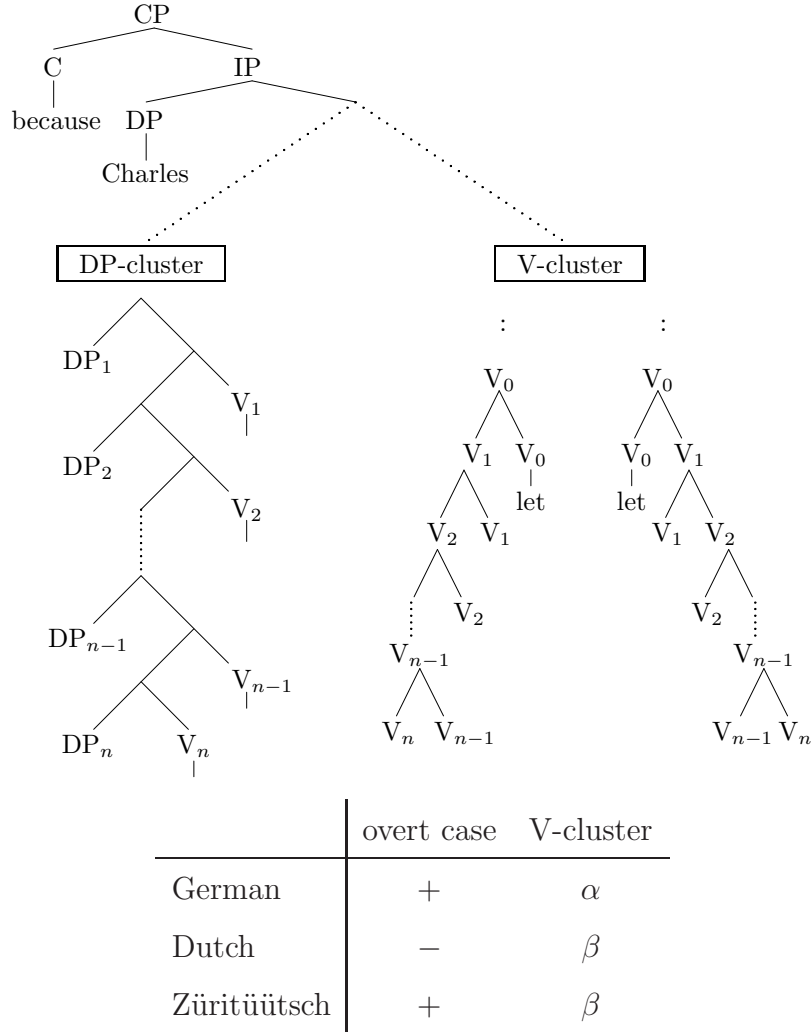 CP
C IP
because DP
Charles
DP-cluster V-cluster
: :
DP₁ V₀ V₀
V₁ V₁ V₀ V₀ V₁
DP₂ let let
V₂ V₂ V₁ V₁ V₂
V₂ V₂
DPₙ₋₁ Vₙ₋₁ Vₙ₋₁
Vₙ₋₁
DPₙ Vₙ Vₙ Vₙ₋₁ Vₙ₋₁ Vₙ
overt case V-cluster
German + α
Dutch − β
Züritüütsch + β